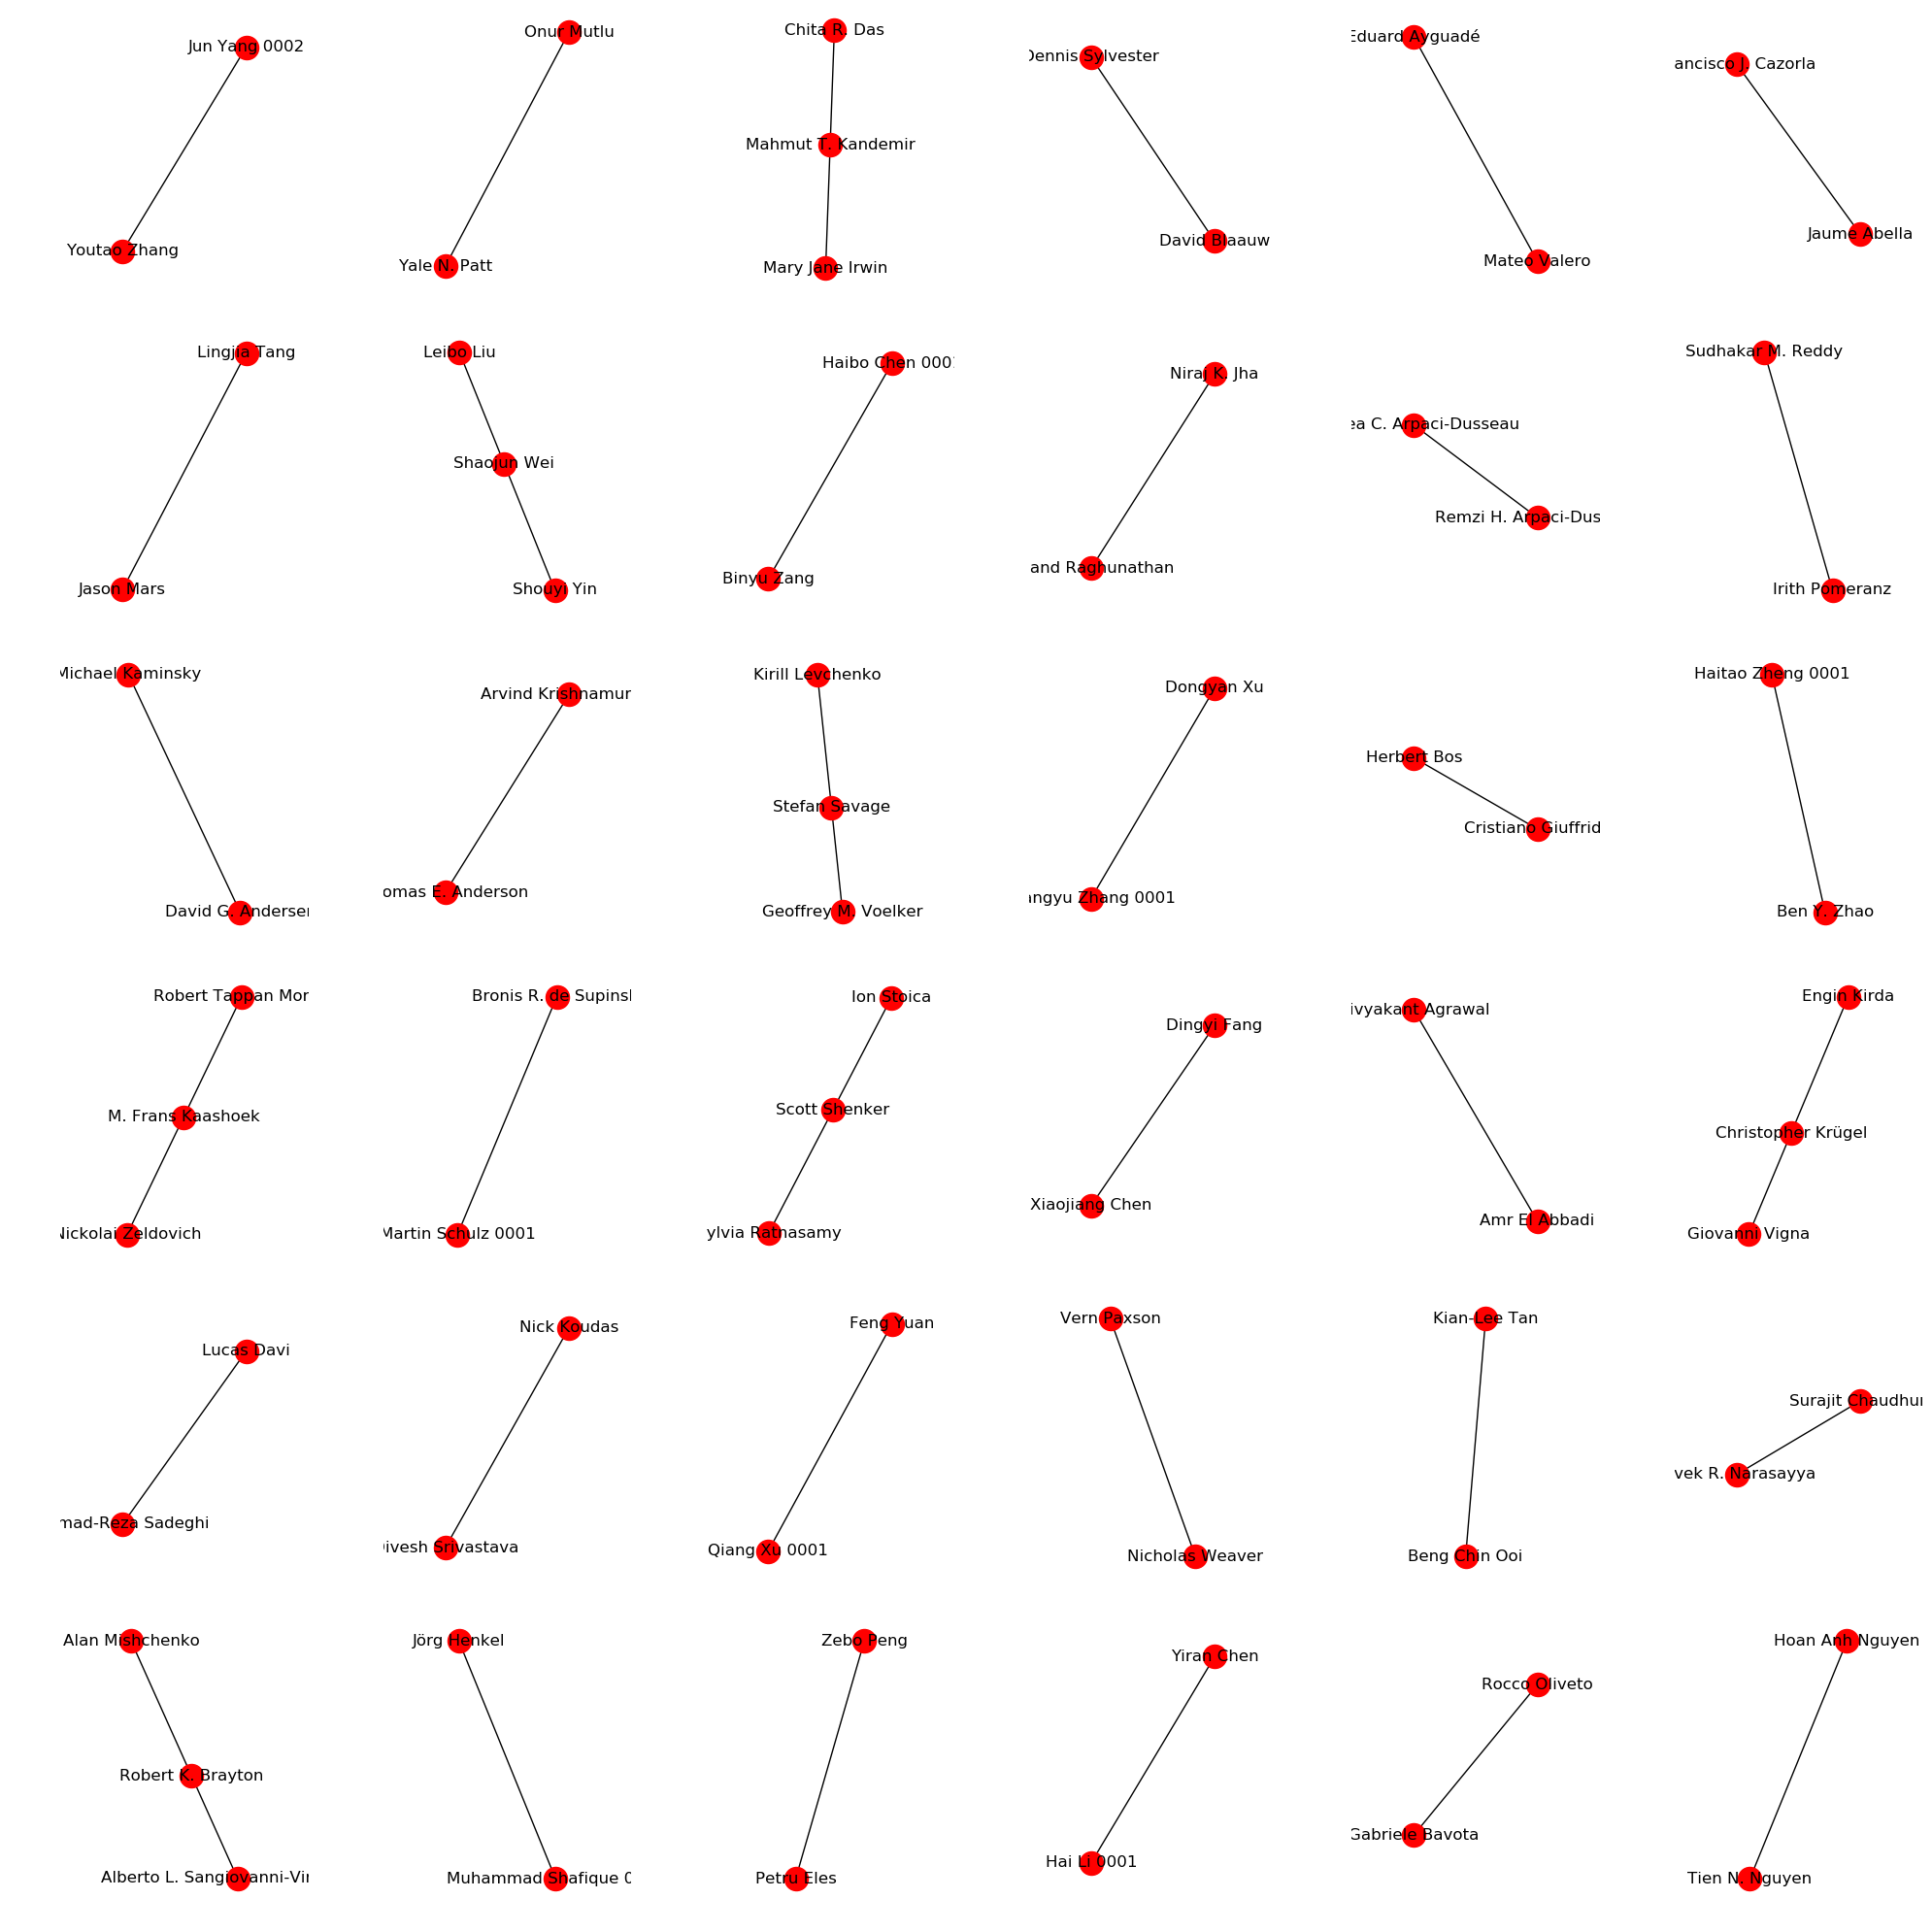 Jun Yang 0002
Youtao Zhang
Onur Mutlu
Yale N. Patt
Chita R. Das
Mahmut T. Kandemir
Mary Jane Irwin
Dennis Sylvester
David Blaauw
Eduard Ayguadé
Mateo Valero
ancisco J. Cazorla
Jaume Abella
Lingjia Tang
Jason Mars
Leibo Liu
Shaojun Wei
Shouyi Yin
Haibo Chen 0001
Binyu Zang
Niraj K. Jha
and Raghunathan
ea C. Arpaci-Dusseau
Remzi H. Arpaci-Dus
Sudhakar M. Reddy
Irith Pomeranz
Michael Kaminsky
David G. Andersen
Arvind Krishnamur
omas E. Anderson
Kirill Levchenko
Stefan Savage
Geoffrey M. Voelker
Dongyan Xu
angyu Zhang 0001
Herbert Bos
Cristiano Giuffrid
Haitao Zheng 0001
Ben Y. Zhao
Robert Tappan Mor
M. Frans Kaashoek
Nickolai Zeldovich
Bronis R. de Supinsk
Martin Schulz 0001
Ion Stoica
Scott Shenker
ylvia Ratnasamy
Dingyi Fang
Xiaojiang Chen
ivyakant Agrawal
Amr El Abbadi
Engin Kirda
Christopher Krügel
Giovanni Vigna
Lucas Davi
mad-Reza Sadeghi
Nick Koudas
Divesh Srivastava
Feng Yuan
Qiang Xu 0001
Vern Paxson
Nicholas Weaver
Kian-Lee Tan
Beng Chin Ooi
Surajit Chaudhur
vek R. Narasayya
Alan Mishchenko
Robert K. Brayton
Alberto L. Sangiovanni-Vin
Jörg Henkel
Muhammad Shafique 0
Zebo Peng
Petru Eles
Yiran Chen
Hai Li 0001
Rocco Oliveto
Gabriele Bavota
Hoan Anh Nguyen
Tien N. Nguyen